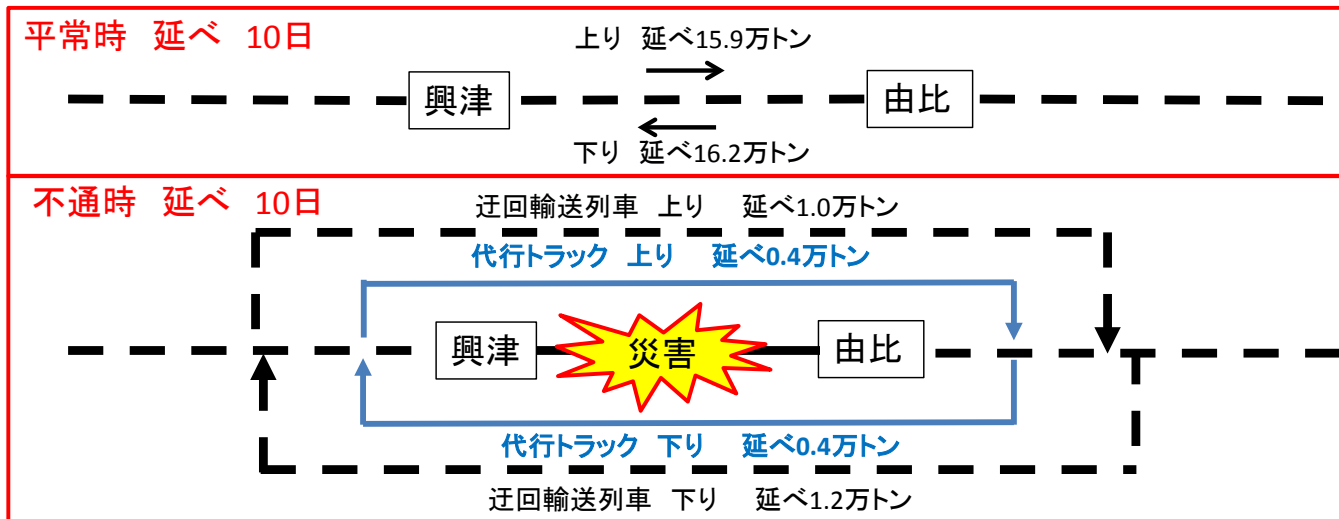 平常時　延べ　10日
上り　延べ15.9万トン
興津
由比
下り　延べ16.2万トン
不通時　延べ　10日
迂回輸送列車　上り　　延べ1.0万トン
代行トラック　上り　　延べ0.4万トン
興津
災害
由比
代行トラック　下り　　延べ0.4万トン
迂回輸送列車　下り　　延べ1.2万トン